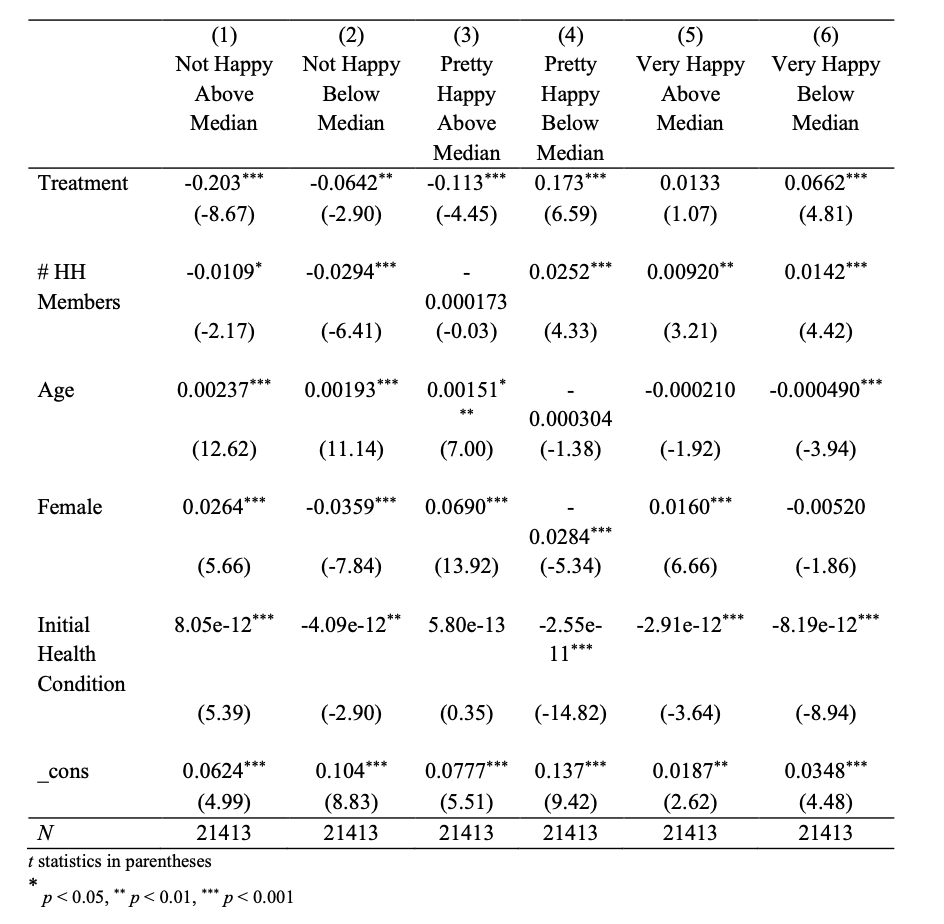 (1) (2) (3) (4) (5) (6)
Not Happy Not Happy Pretty Pretty Very Happy Very Happy
Above Below Happy Happy Above Below
Median Median Above Below Median Median
Median Median
Treatment -0.203*** -0.0642** -0.113*** 0.173*** 0.0133 0.0662***
(-8.67) (-2.90) (-4.45) (6.59) (1.07) (4.81)
# HH -0.0109* -0.0294*** - 0.0252*** 0.00920** 0.0142***
Members 0.000173
(-2.17) (-6.41) (-0.03) (4.33) (3.21) (4.42)
Age 0.00237*** 0.00193*** 0.00151* - -0.000210 -0.000490***
** 0.000304
(12.62) (11.14) (7.00) (-1.38) (-1.92) (-3.94)
Female 0.0264*** -0.0359*** 0.0690*** - 0.0160*** -0.00520
0.0284***
(5.66) (-7.84) (13.92) (-5.34) (6.66) (-1.86)
Initial 8.05e-12*** -4.09e-12** 5.80e-13 -2.55e- -2.91e-12*** -8.19e-12***
Health 11***
Condition
(5.39) (-2.90) (0.35) (-14.82) (-3.64) (-8.94)
_cons 0.0624*** 0.104*** 0.0777*** 0.137*** 0.0187** 0.0348***
(4.99) (8.83) (5.51) (9.42) (2.62) (4.48)
N 21413 21413 21413 21413 21413 21413
t statistics in parentheses
* p < 0.05, ** p < 0.01, *** p < 0.001